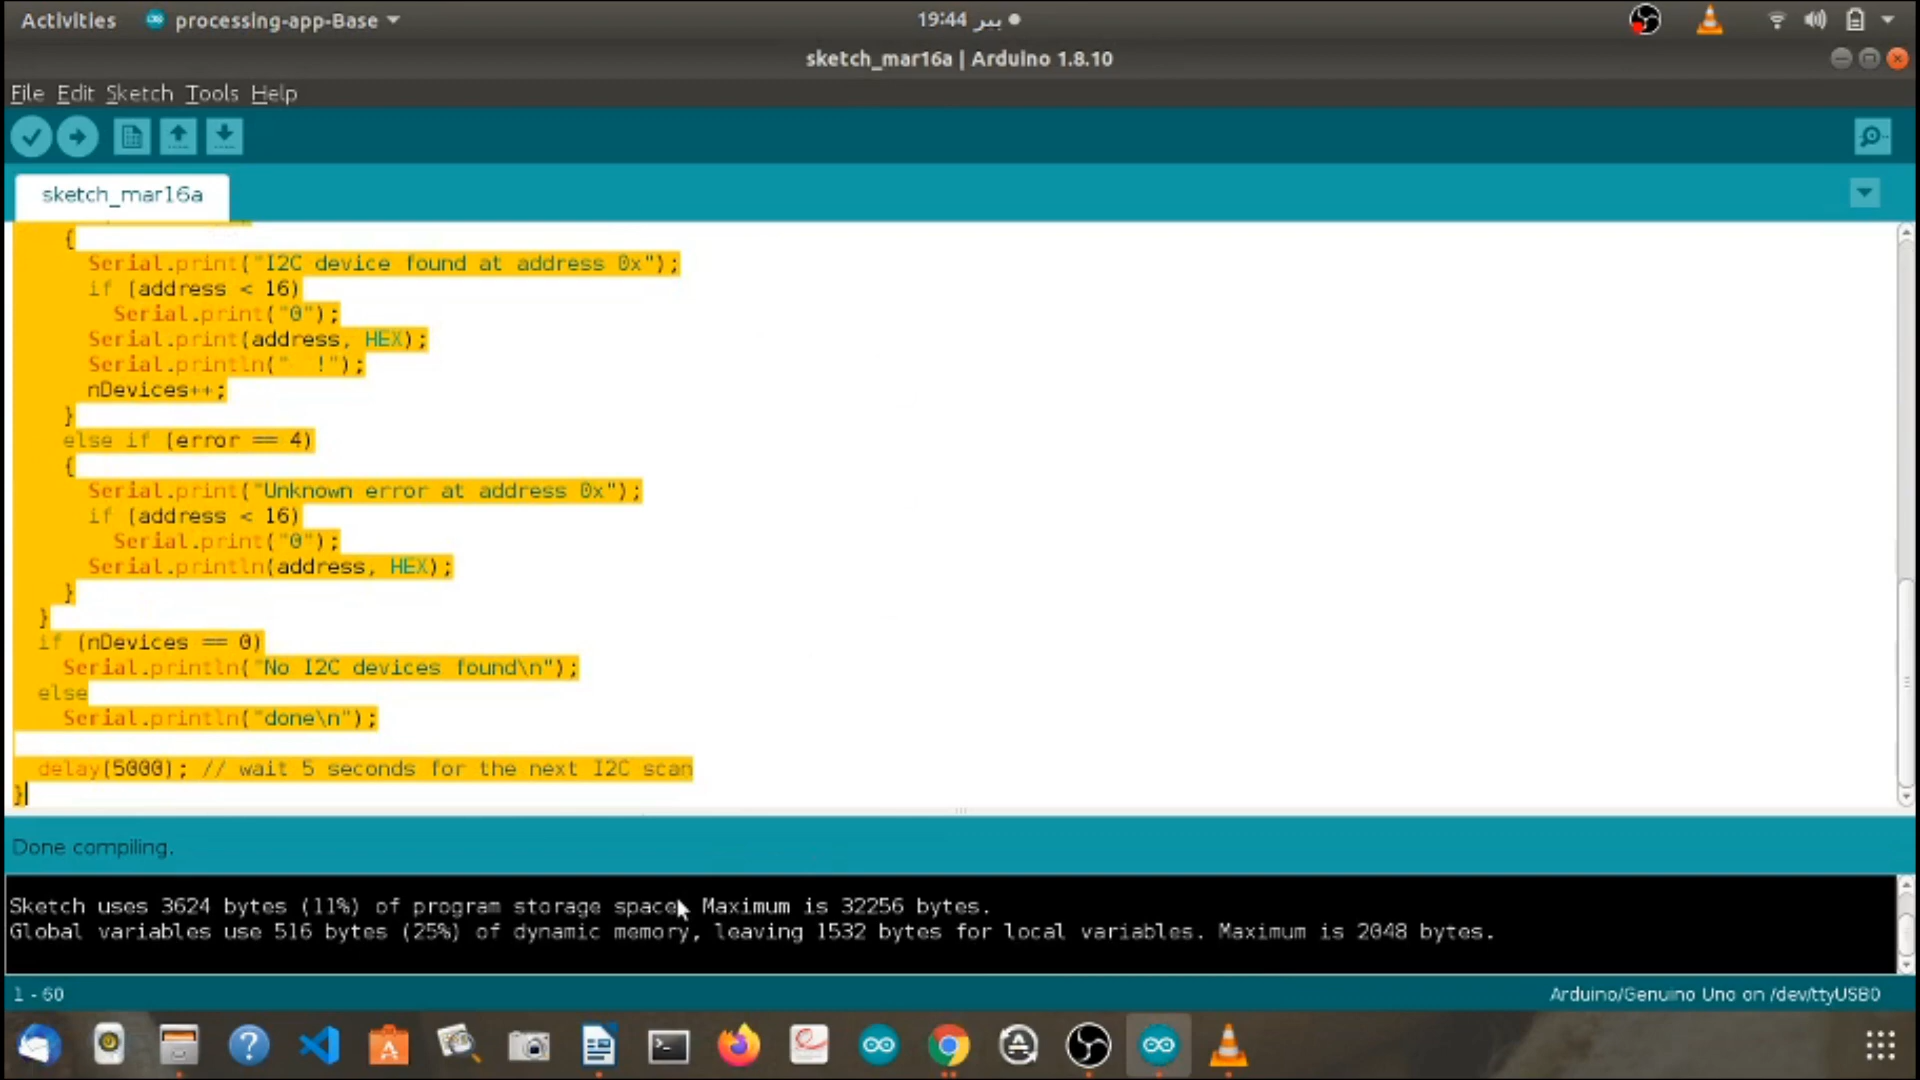 Activities processing-app-Base
19:44 پیر
sketch_mar16a | Arduino 1.8.10
File Edit Sketch Tools Help
sketch_mar16a
{
Serial.print("I2C device found at address 0x");
if (address < 16)
Serial.print("0");
Serial.print(address, HEX);
Serial.println("  !");
nDevices++;
}
else if (error == 4)
{
Serial.print("Unknown error at address 0x");
if (address < 16)
Serial.print("0");
Serial.println(address, HEX);
}
}
if (nDevices == 0)
Serial.println("No I2C devices found\n");
else
Serial.println("done\n");
delay(5000); // wait 5 seconds for the next I2C scan
}
Done compiling.
Sketch uses 3624 bytes (11%) of program storage space. Maximum is 32256 bytes.
Global variables use 516 bytes (25%) of dynamic memory, leaving 1532 bytes for local variables. Maximum is 2048 bytes.
1 - 60
Arduino/Genuino Uno on /dev/ttyUSB0